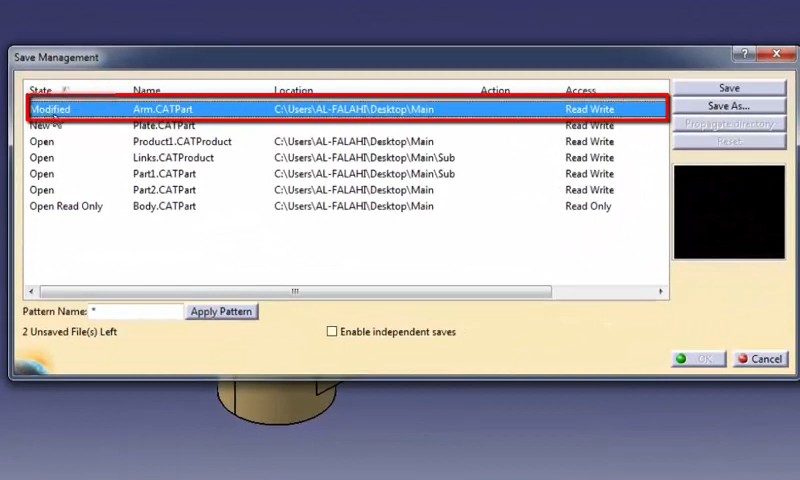 Save Management
State Name Location Action Access
Modified Arm.CATPart C:\Users\AL-FALAHI\Desktop\Main Read Write
New Plate.CATPart Read Write
Open Product1.CATProduct C:\Users\AL-FALAHI\Desktop\Main Read Write
Open Links.CATProduct C:\Users\AL-FALAHI\Desktop\Main\Sub Read Write
Open Part1.CATPart C:\Users\AL-FALAHI\Desktop\Main\Sub Read Write
Open Part2.CATPart C:\Users\AL-FALAHI\Desktop\Main Read Write
Open Read Only Body.CATPart C:\Users\AL-FALAHI\Desktop\Main Read Only
Save
Save As...
Propagate directory
Reset
Pattern Name: * Apply Pattern
2 Unsaved File(s) Left
Enable independent saves
OK Cancel